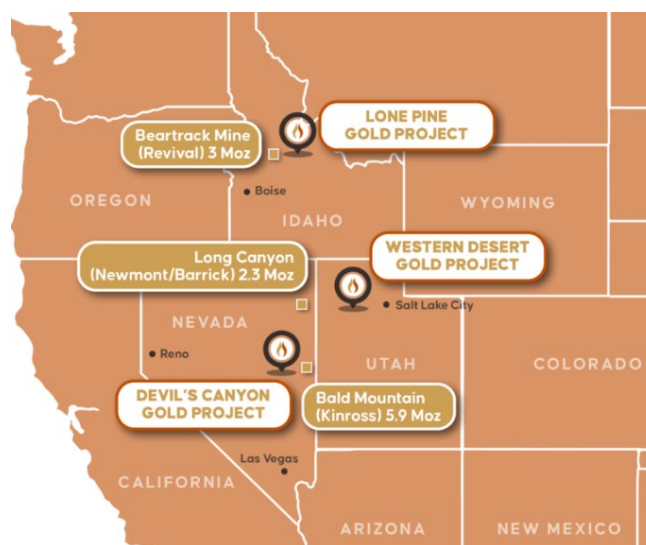 LONE PINE
GOLD PROJECT
Beartrack Mine
(Revival) 3 Moz
Boise
OREGON
IDAHO
WYOMING
WESTERN DESERT
GOLD PROJECT
Long Canyon
(Newmont/Barrick) 2.3 Moz
Salt Lake City
NEVADA
Reno
UTAH
COLORADO
DEVIL'S CANYON
GOLD PROJECT
Bald Mountain
(Kinross) 5.9 Moz
Las Vegas
CALIFORNIA
ARIZONA
NEW MEXICO